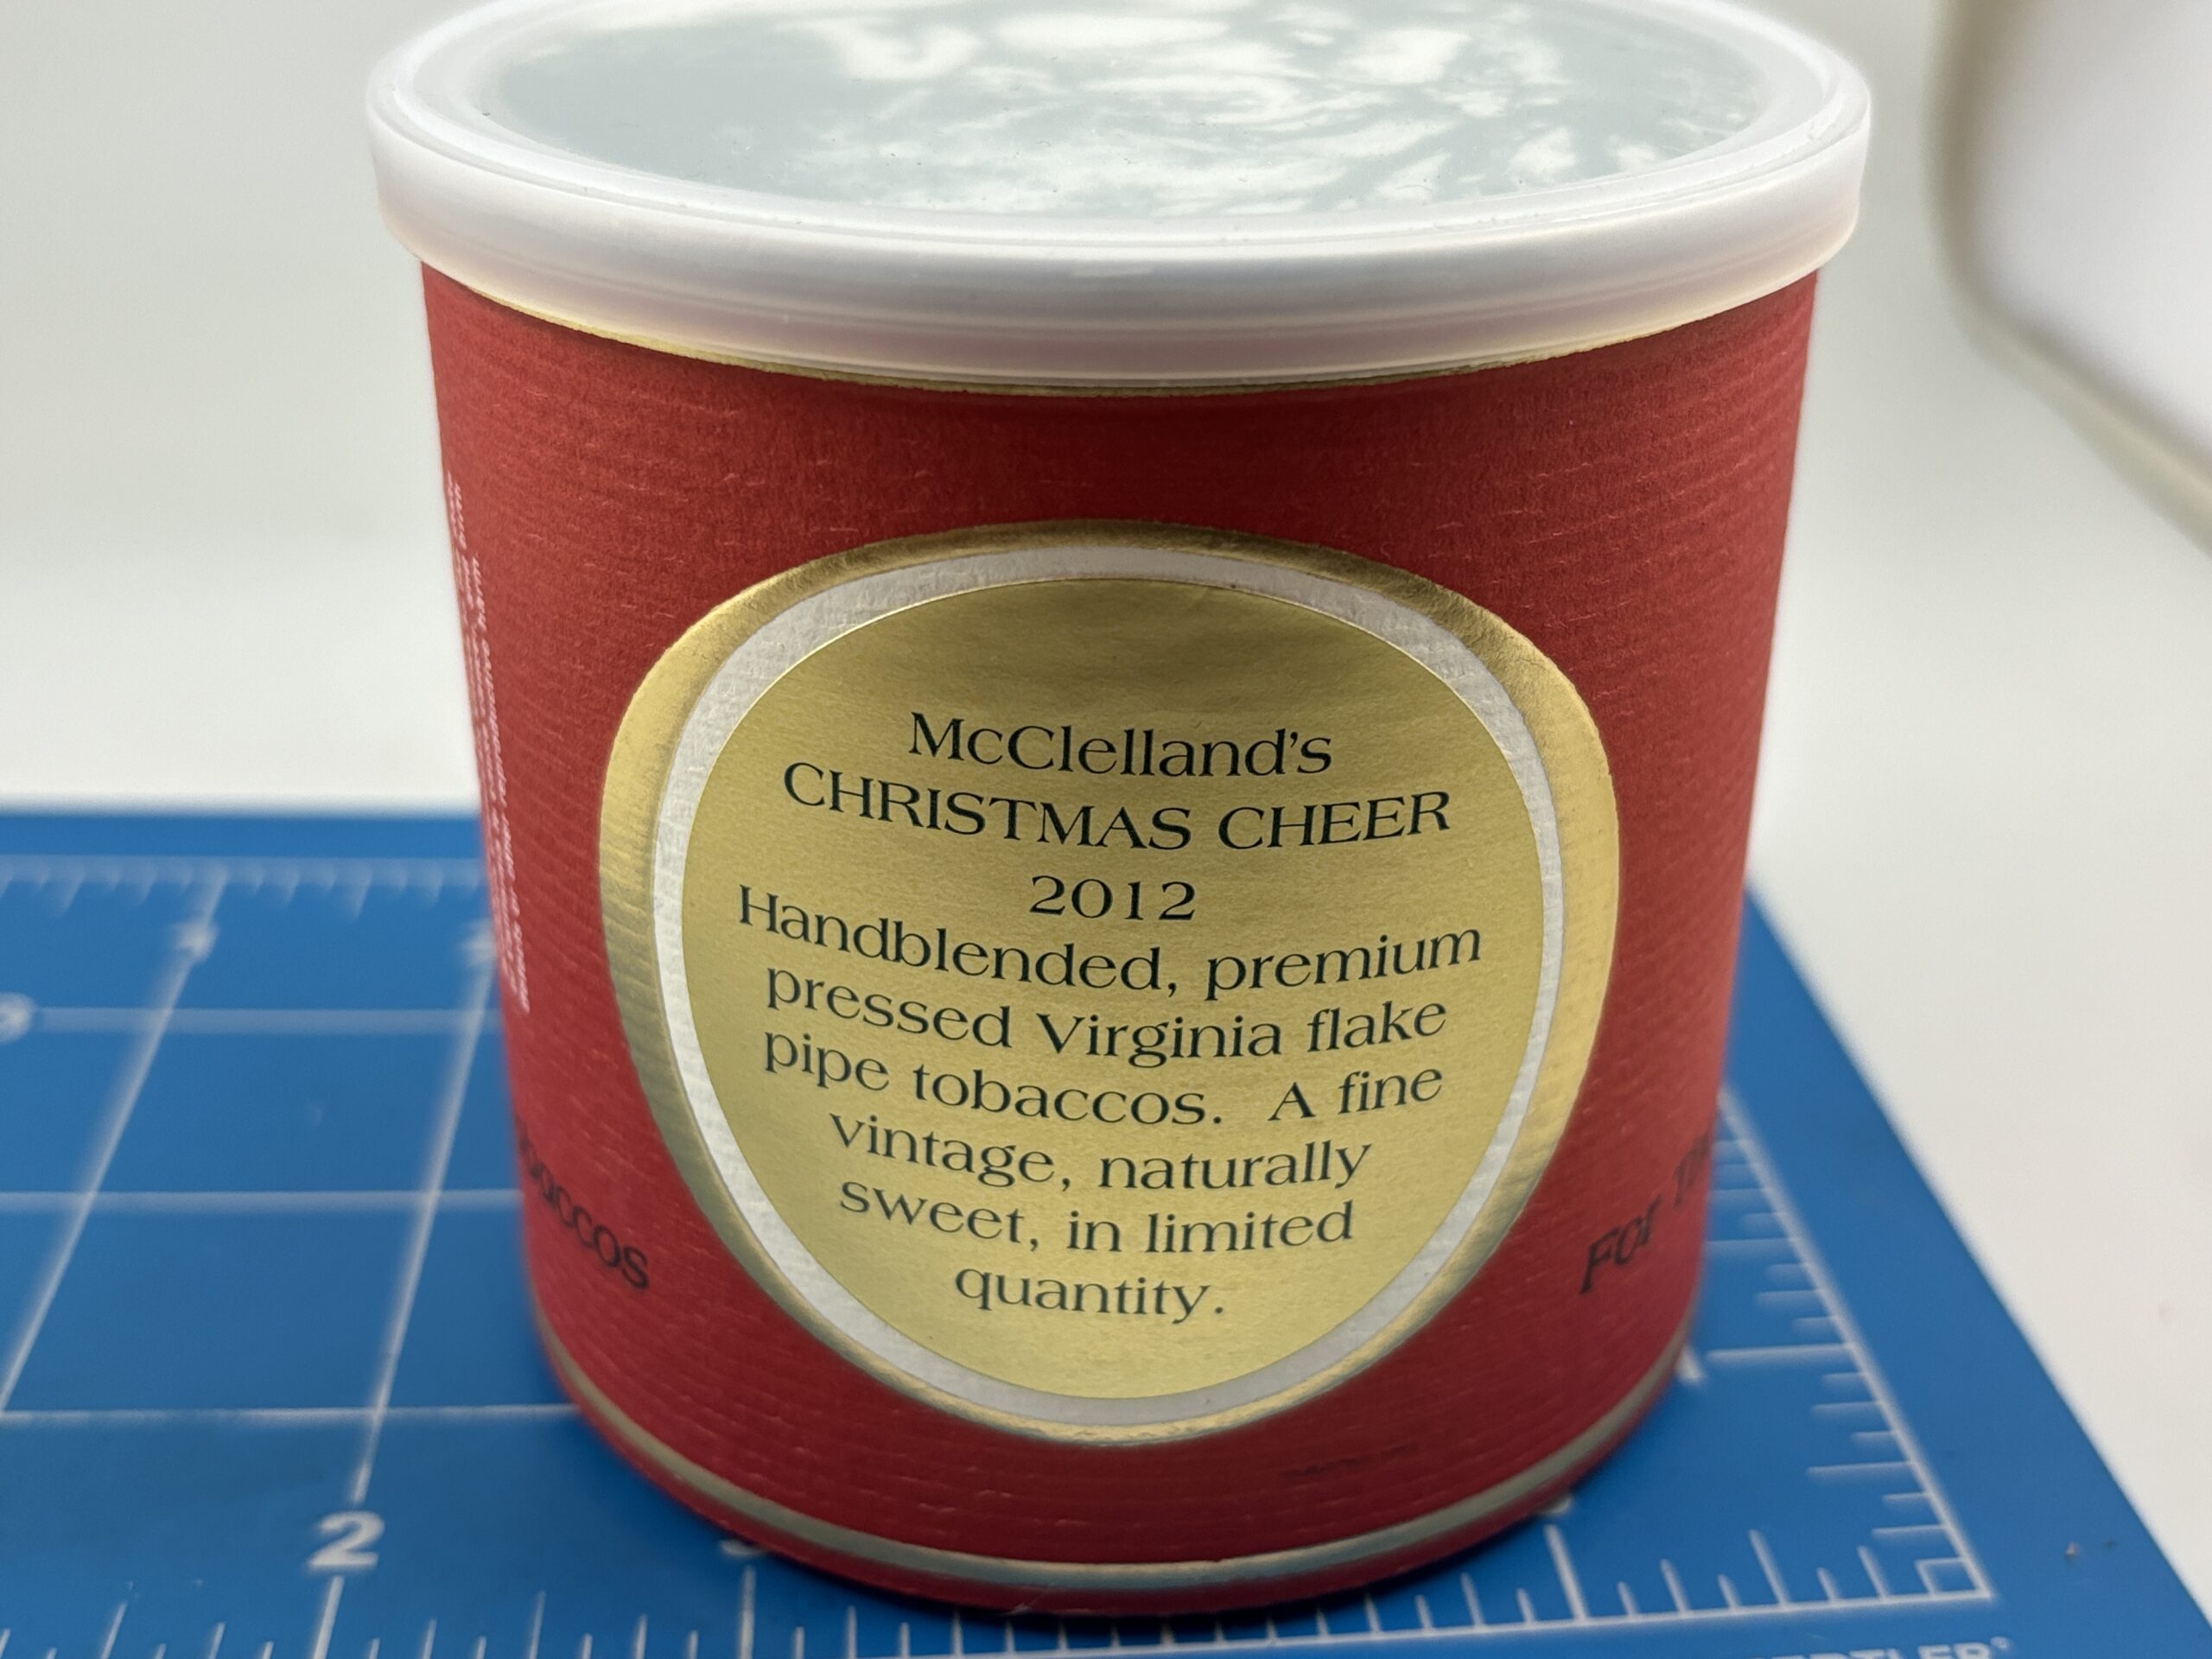 McClelland's
CHRISTMAS CHEER
2012
Handblended, premium
pressed Virginia flake
pipe tobaccos.  A fine
vintage, naturally
sweet, in limited
quantity.
For
2